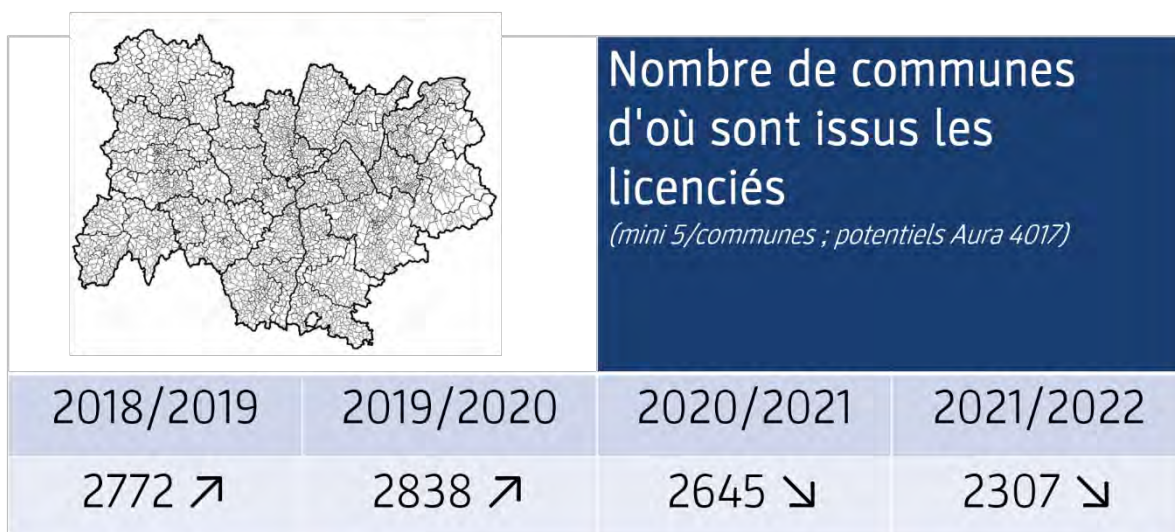 Nombre de communes
d'où sont issus les
licenciés
(mini 5/communes ; potentiels Aura 4017)
2018/2019 2019/2020 2020/2021 2021/2022
2772 ↗ 2838 ↗ 2645 ↘ 2307 ↘